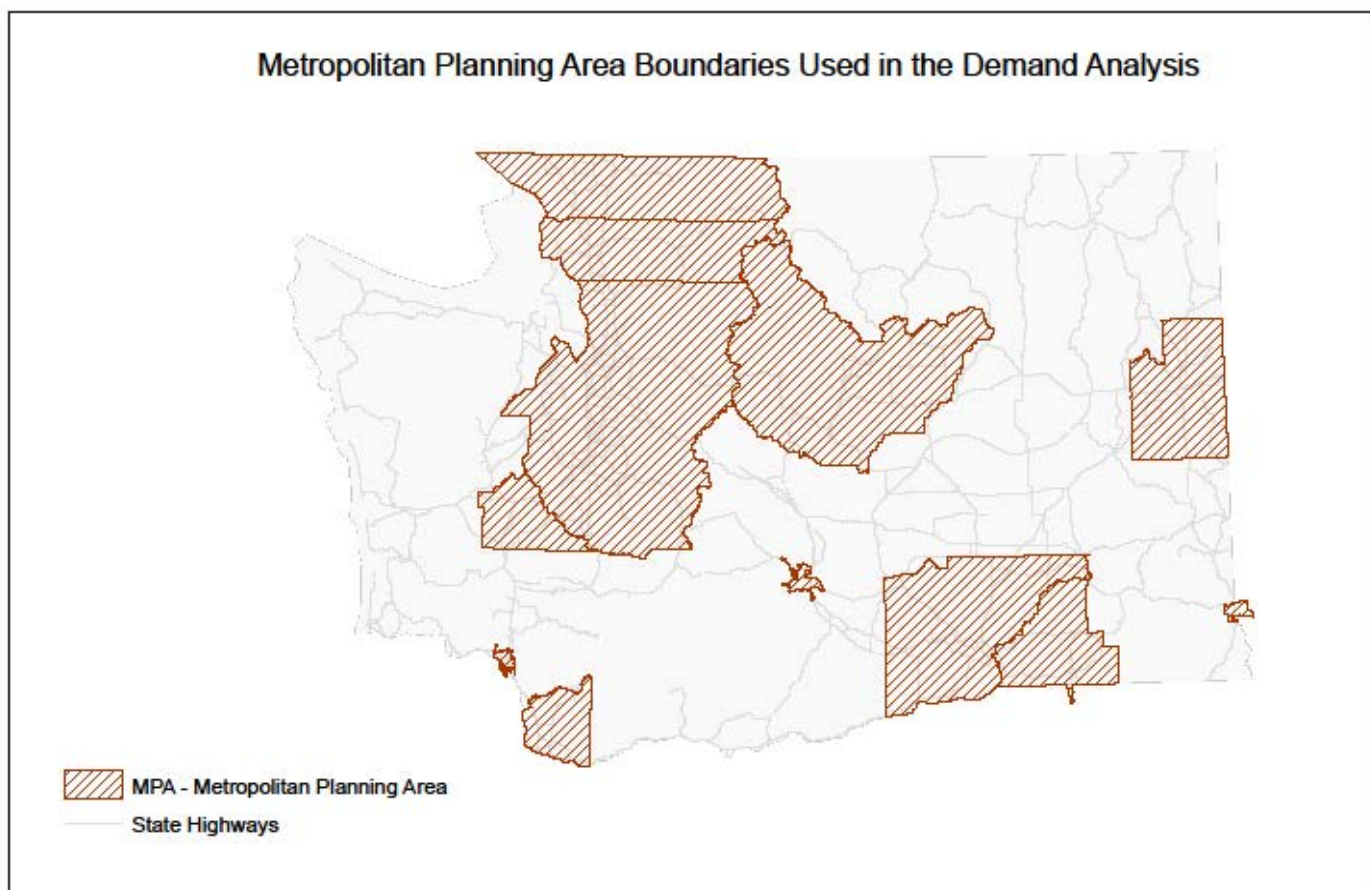 Metropolitan Planning Area Boundaries Used in the Demand Analysis
MPA - Metropolitan Planning Area
State Highways